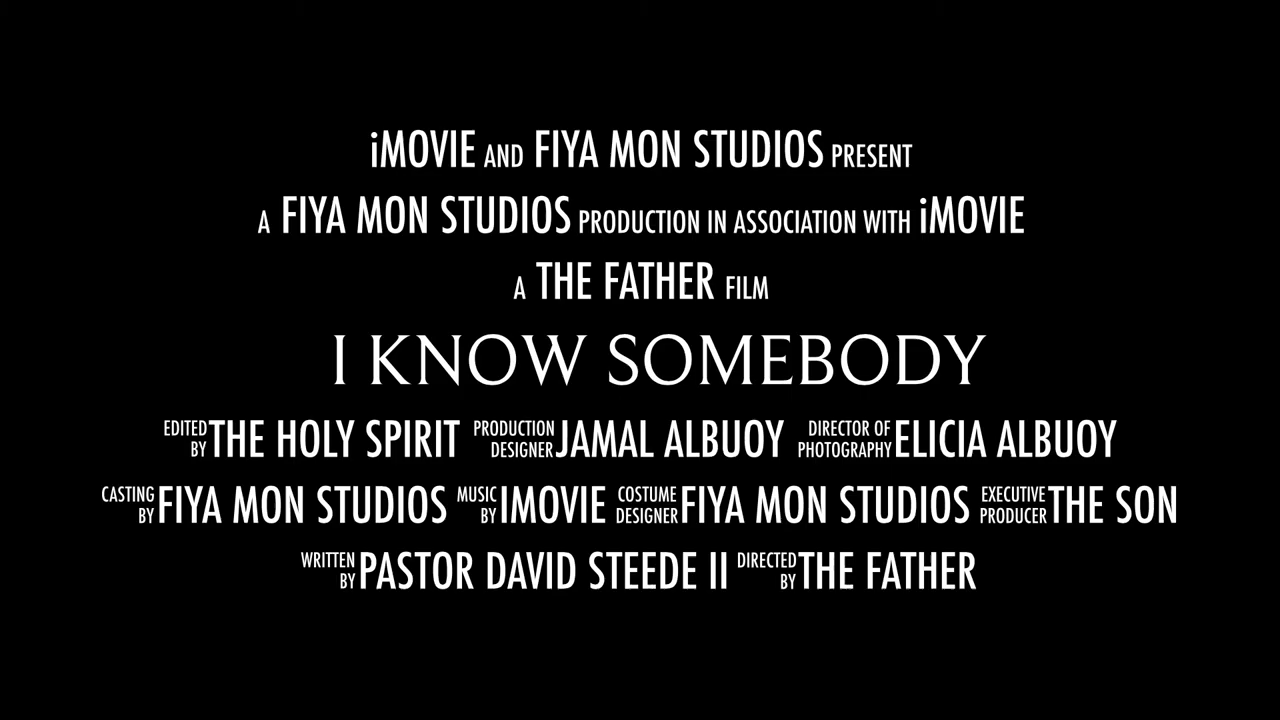 iMOVIE AND FIYA MON STUDIOS PRESENT
A FIYA MON STUDIOS PRODUCTION IN ASSOCIATION WITH iMOVIE
A THE FATHER FILM
I KNOW SOMEBODY
EDITED BY THE HOLY SPIRIT PRODUCTION DESIGNER JAMAL ALBUOY DIRECTOR OF PHOTOGRAPHY ELICIA ALBUOY
CASTING BY FIYA MON STUDIOS MUSIC BY IMOVIE COSTUME DESIGNER FIYA MON STUDIOS EXECUTIVE PRODUCER THE SON
WRITTEN BY PASTOR DAVID STEEDE II DIRECTED BY THE FATHER